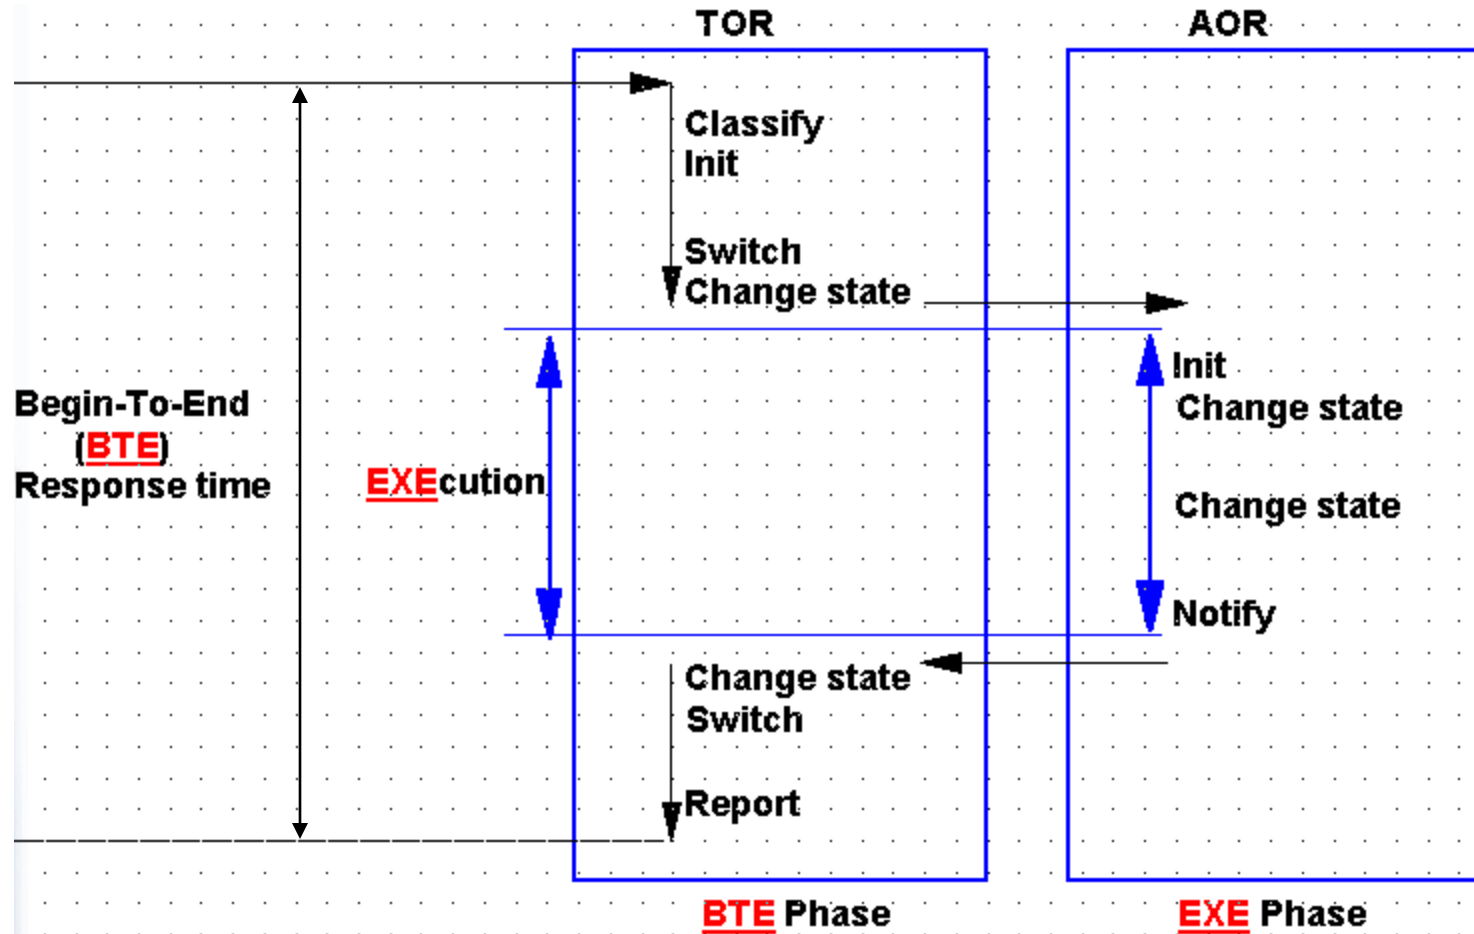 TOR
AOR
Classify
Init
Switch
Change state
Init
Change state
Begin-To-End
(BTE)
Response time
EXEcution
Change state
Notify
Change state
Switch
Report
BTE Phase
EXE Phase